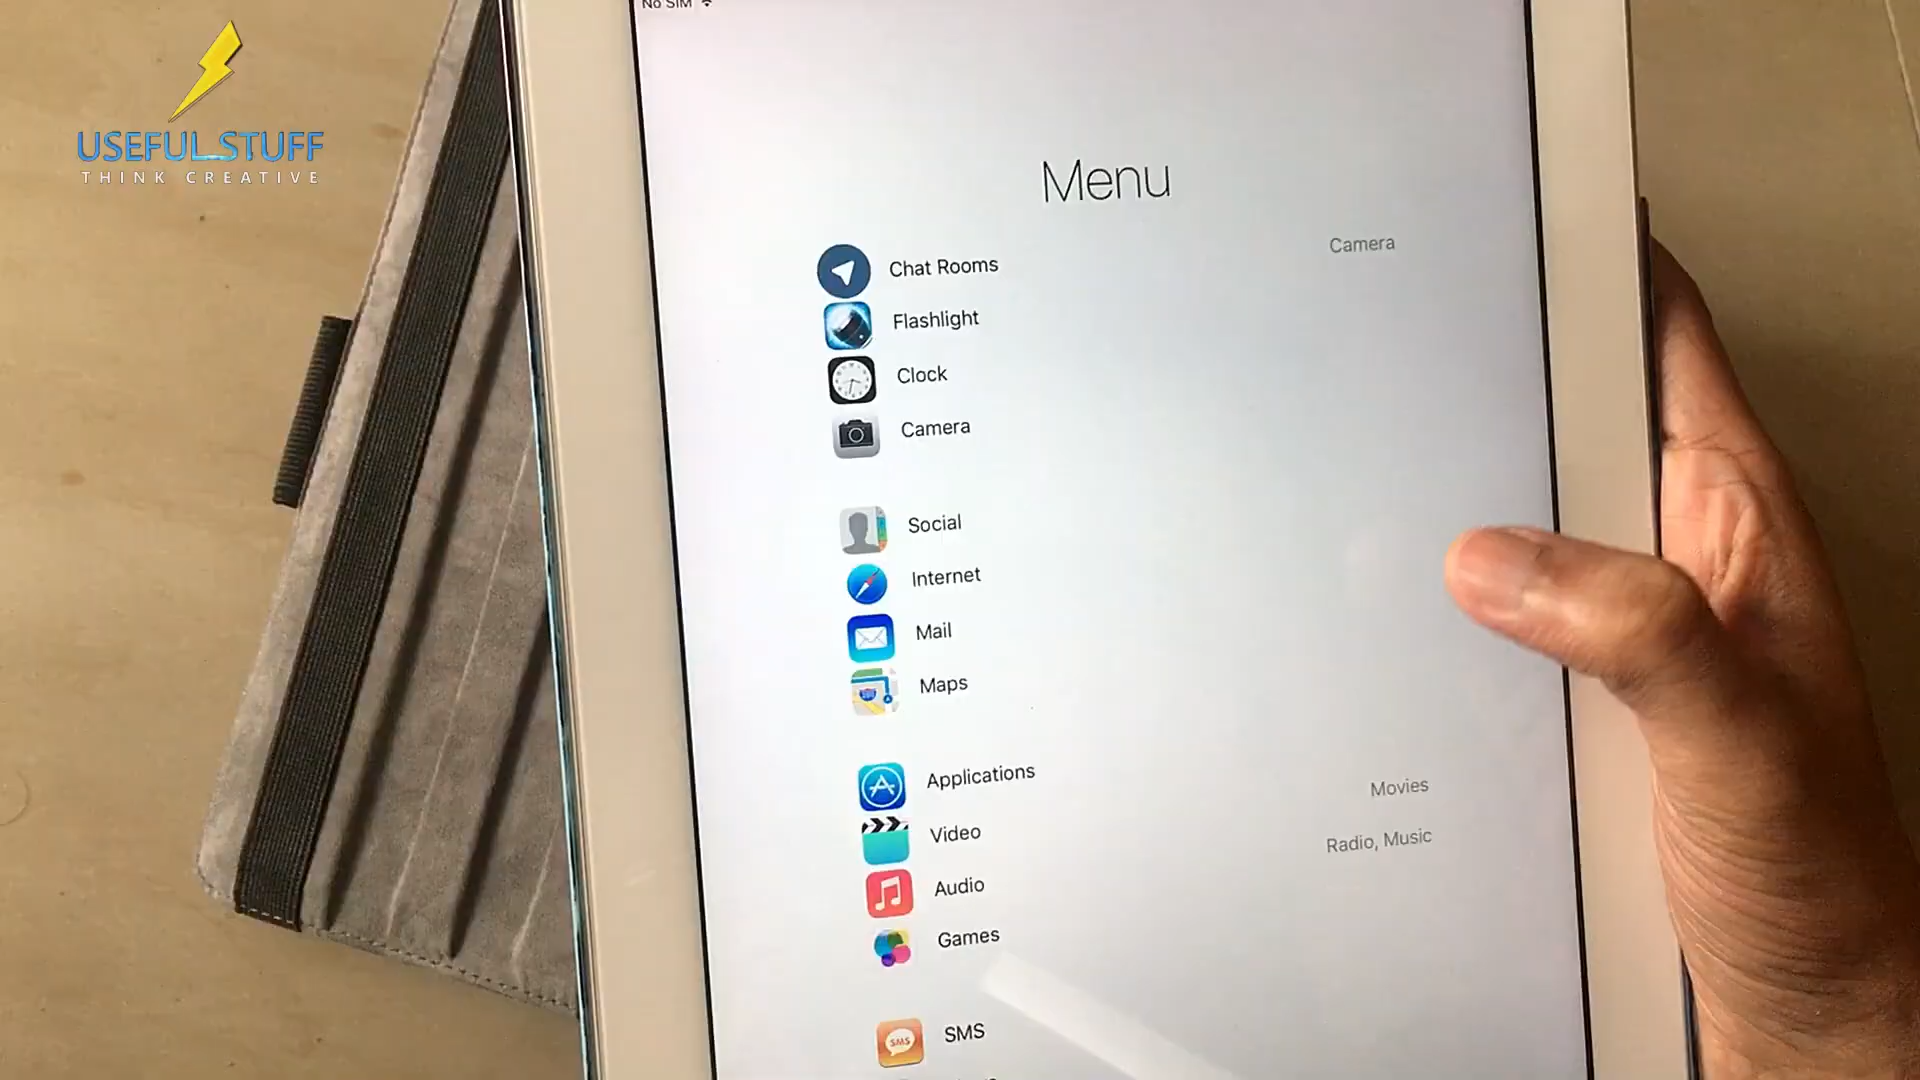 No SIM
USEFUL STUFF
THINK CREATIVE
Menu
Chat Rooms
Camera
Flashlight
Clock
Camera
Social
Internet
Mail
Maps
Applications
Movies
Video
Radio, Music
Audio
Games
SMS
SMS